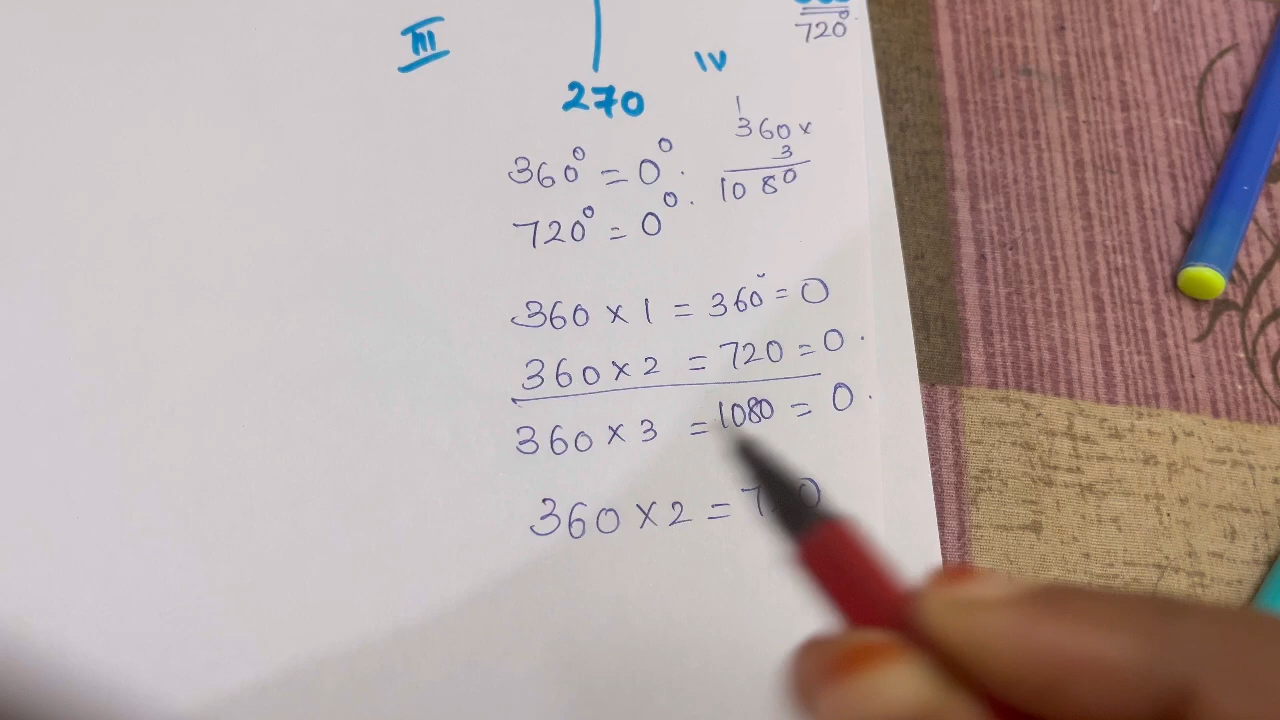 III
IV
270
720°
360
x
3
1080
360° = 0°.
720° = 0°.
360 × 1 = 360° = 0
360 × 2 = 720 = 0.
360 × 3 = 1080 = 0.
360 × 2 = 720